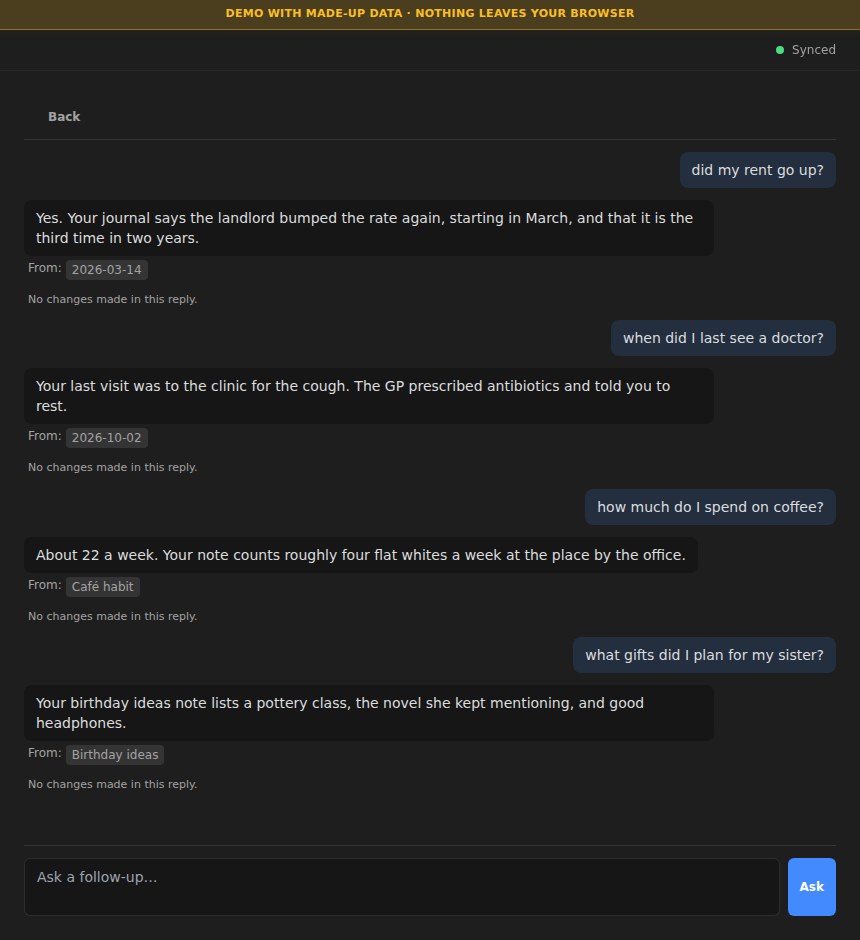 DEMO WITH MADE-UP DATA · NOTHING LEAVES YOUR BROWSER
Synced
Back
did my rent go up?
Yes. Your journal says the landlord bumped the rate again, starting in March, and that it is the
third time in two years.
From: 2026-03-14
No changes made in this reply.
when did I last see a doctor?
Your last visit was to the clinic for the cough. The GP prescribed antibiotics and told you to
rest.
From: 2026-10-02
No changes made in this reply.
how much do I spend on coffee?
About 22 a week. Your note counts roughly four flat whites a week at the place by the office.
From: Café habit
No changes made in this reply.
what gifts did I plan for my sister?
Your birthday ideas note lists a pottery class, the novel she kept mentioning, and good
headphones.
From: Birthday ideas
No changes made in this reply.
Ask a follow-up...
Ask